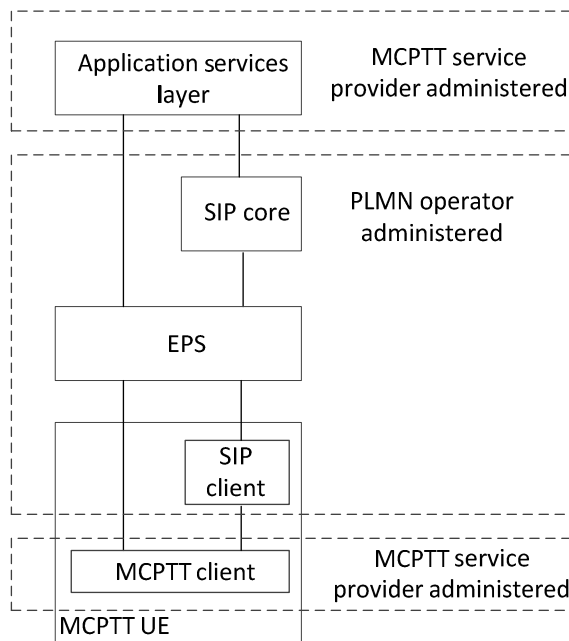 Application services
layer
MCPTT service
provider administered
SIP core
PLMN operator
administered
EPS
SIP
client
MCPTT client
MCPTT service
provider administered
MCPTT UE